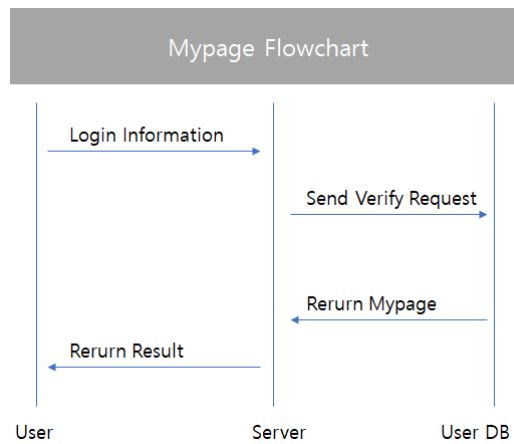 Mypage Flowchart
Login Information
Send Verify Request
Rerurn Mypage
Rerurn Result
User
Server
User DB